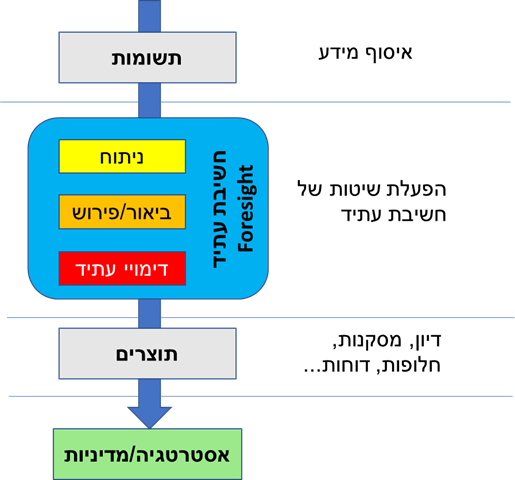 תשומות
איסוף מידע
חשיבת עתיד
Foresight
ניתוח
ביאור/פירוש
דימויי עתיד
הפעלת שיטות של
חשיבת עתיד
תוצרים
דיון, מסקנות,
חלופות, דוחות...
אסטרטגיה/מדיניות